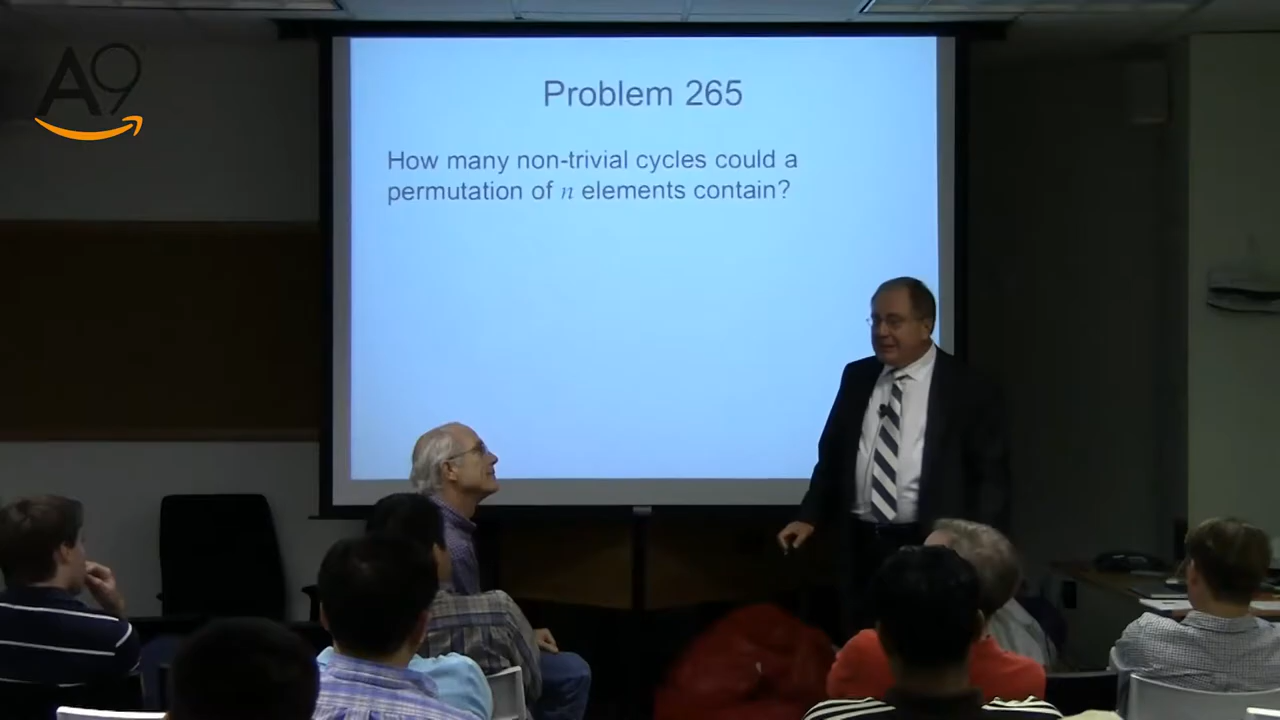 A9
Problem 265
How many non-trivial cycles could a
permutation of n elements contain?